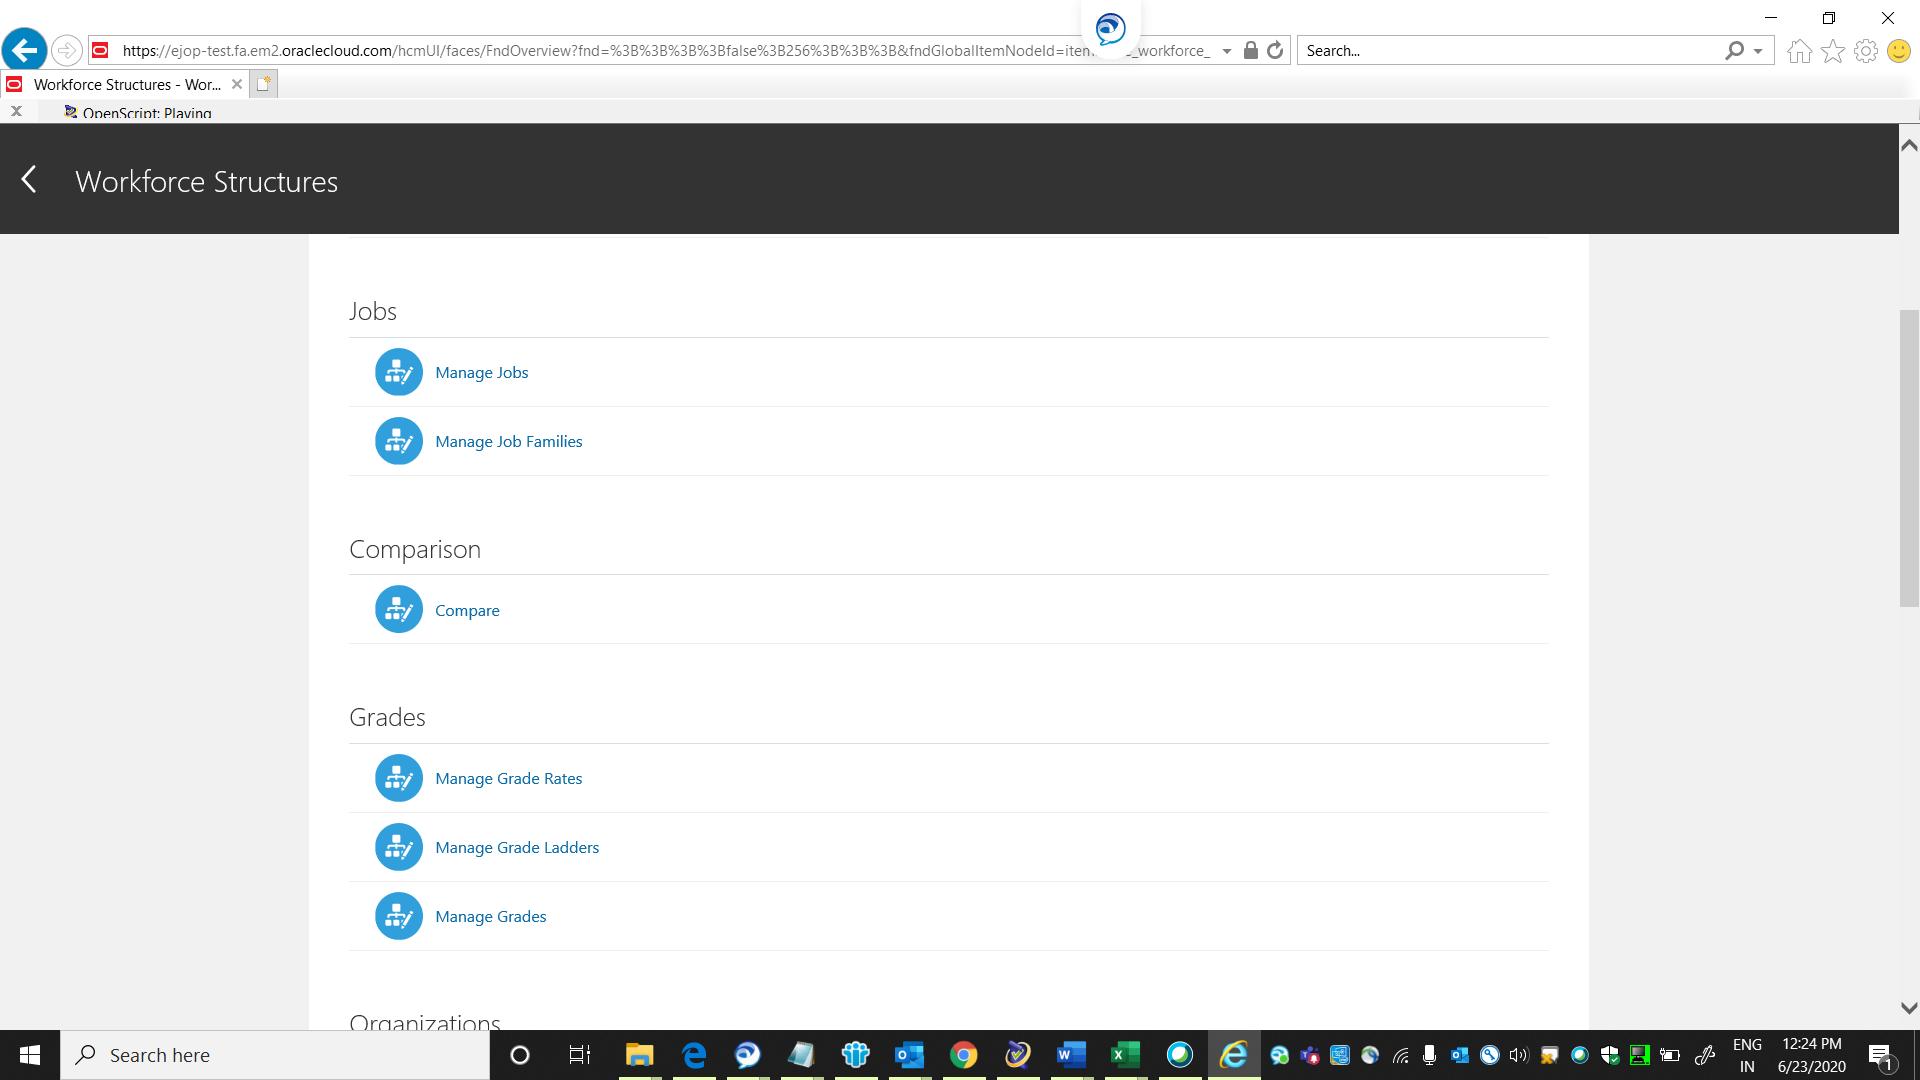 https://ejop-test.fa.em2.oraclecloud.com/hcmUI/faces/FndOverview?fnd=%3B%3B%3B%3Bfalse%3B256%3B%3B%3B&fndGlobalItemNodeId=item _workforce_
Search...
Workforce Structures - Wor...
OpenScript: Playing
Workforce Structures
Jobs
Manage Jobs
Manage Job Families
Comparison
Compare
Grades
Manage Grade Rates
Manage Grade Ladders
Manage Grades
Organizations
Search here
ENG
IN
12:24 PM
6/23/2020
1